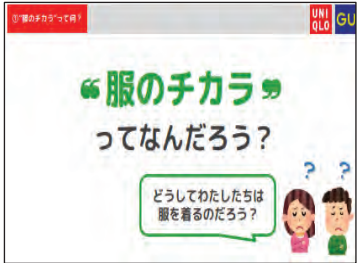 ①“服のチカラ”って何？
UNI
QLO
GU
“服のチカラ”
ってなんだろう？
? ?
どうしてわたしたちは
服を着るのだろう？